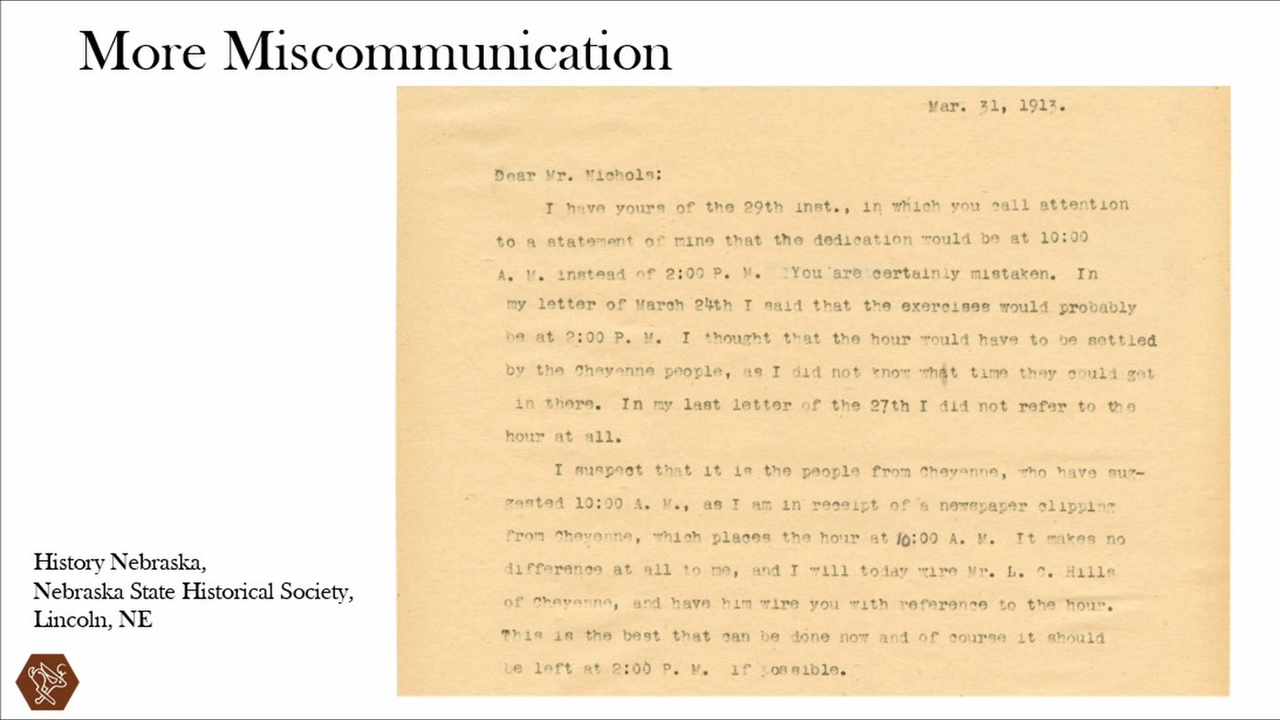 More Miscommunication
Mar. 31, 1913.
Dear Mr. Nichols:
I have yours of the 29th inst., in which you call attention
to a statement of mine that the dedication would be at 10:00
A. M. instead of 2:00 P. M. You are certainly mistaken. In
my letter of March 24th I said that the exercises would probably
be at 2:00 P. M. I thought that the hour would have to be settled
by the Cheyenne people, as I did not know what time they could get
in there. In my last letter of the 27th I did not refer to the
hour at all.
I suspect that it is the people from Cheyenne, who have sug-
gested 10:00 A. M., as I am in receipt of a newspaper clipping
from Cheyenne, which places the hour at 10:00 A. M. It makes no
difference at all to me, and I will today wire Mr. L. C. Hills
of Cheyenne, and have him wire you with reference to the hour.
This is the best that can be done now and of course it should
be left at 2:00 P. M. if possible.
History Nebraska,
Nebraska State Historical Society,
Lincoln, NE